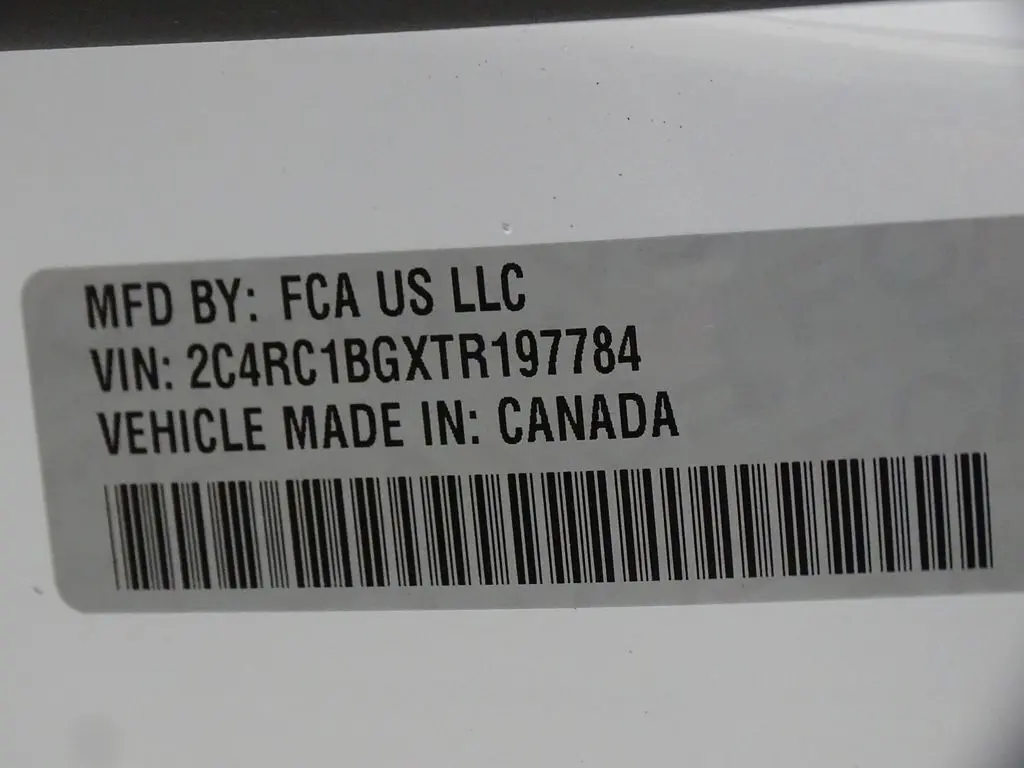 MFD BY: FCA US LLC
VIN: 2C4RC1BGXTR197784
VEHICLE MADE IN: CANADA